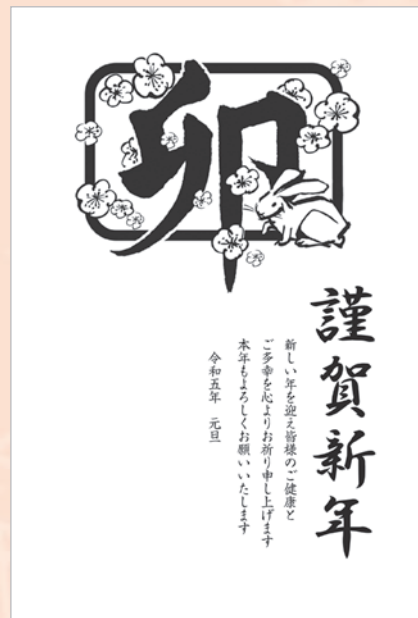 卯
謹賀新年
新しい年を迎え皆様のご健康と
ご多幸を心よりお祈り申し上げます
本年もよろしくお願いいたします
令和五年　元旦